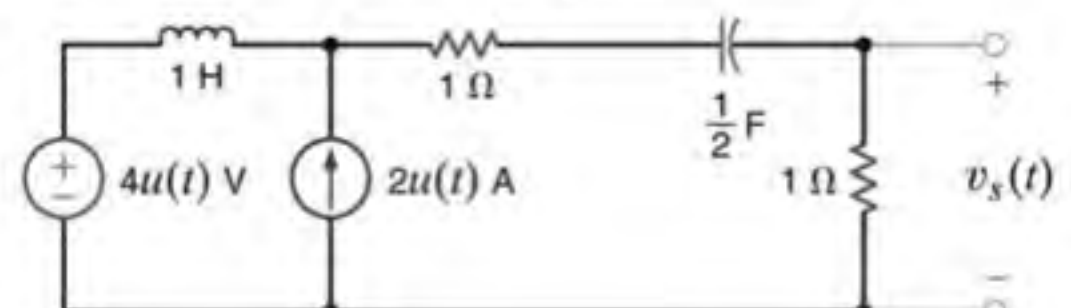 1 H
1 Ω
1/2 F
+
−
4u(t) V
2u(t) A
1 Ω
+
v_s(t)
−